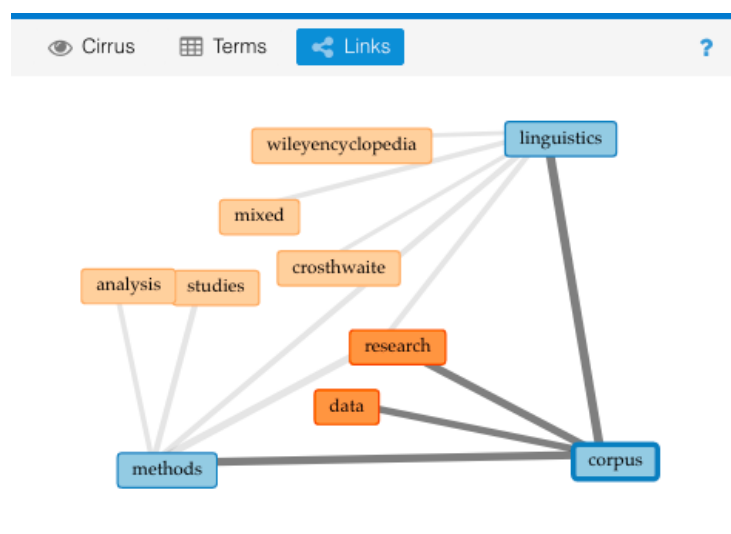 Cirrus Terms Links ?
linguistics
wileyencyclopedia
mixed
crosthwaite
analysis studies
research
data
methods corpus